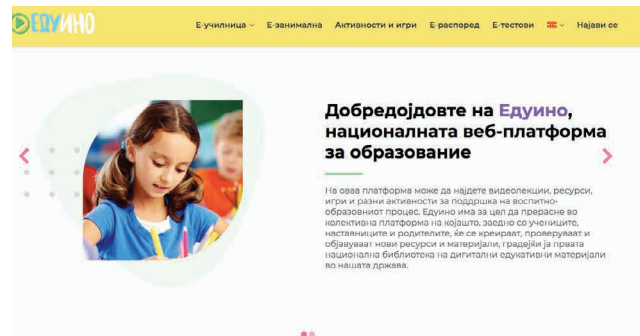 ЕДУИНО
Е-училница Е-занимална Активности и игри Е-распоред Е-тестови Најави се
Добредојдовте на Едуино,
националната веб-платформа
за образование
На оваа платформа може да најдете видеолекции, ресурси,
игри и разни активности за поддршка на воспитно-
образовниот процес. Едуино има за цел да прерасне во
колективна платформа на којашто, заедно со учениците,
наставниците и родителите, ќе се креираат, проверуваат и
објавуваат нови ресурси и материјали, градејќи ја првата
национална библиотека на дигитални едукативни материјали
во нашата држава.